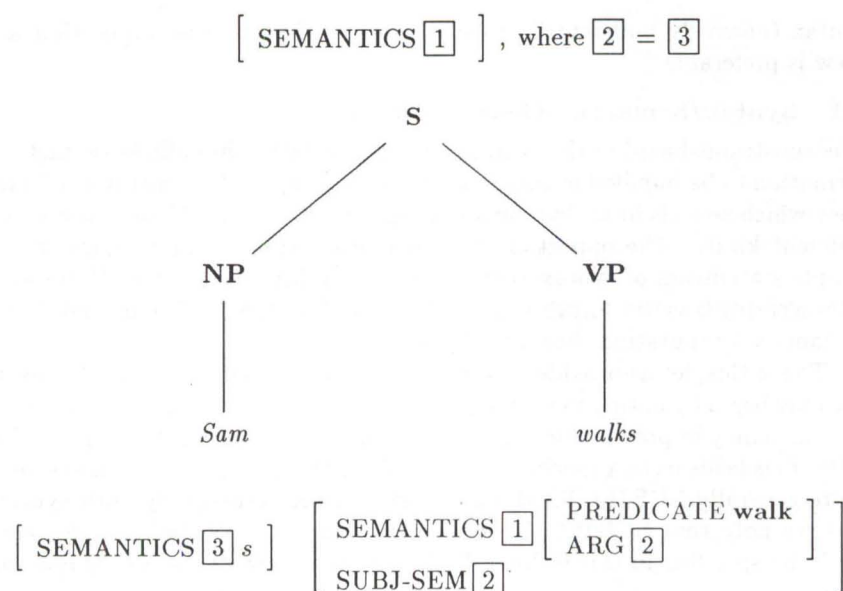 [ SEMANTICS 1 ] , where 2 = 3
S
NP VP
Sam walks
[ SEMANTICS 3 s ] [ SEMANTICS 1 [ PREDICATE walk
ARG 2 ]
SUBJ-SEM 2 ]